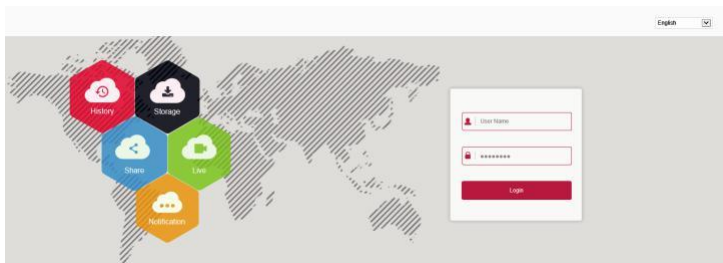 English
History
Storage
Share
Live
Notification
User Name
••••••••
Login